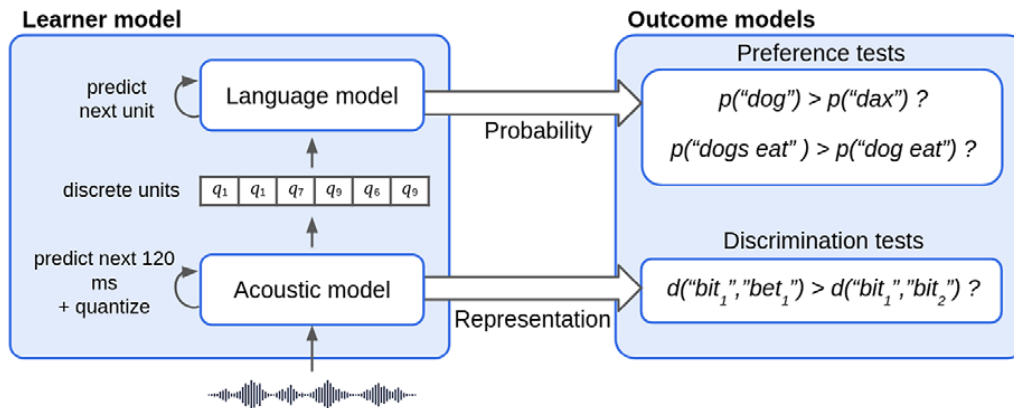 Learner model
Outcome models
predict
next unit
Language model
Probability
Preference tests
p(“dog”) > p(“dax”) ?
p(“dogs eat” ) > p(“dog eat”) ?
discrete units
q₁ q₁ q₇ q₉ q₆ q₉
predict next 120
ms
+ quantize
Acoustic model
Representation
Discrimination tests
d(“bit₁”,”bet₁”) > d(“bit₁”,”bit₂”) ?